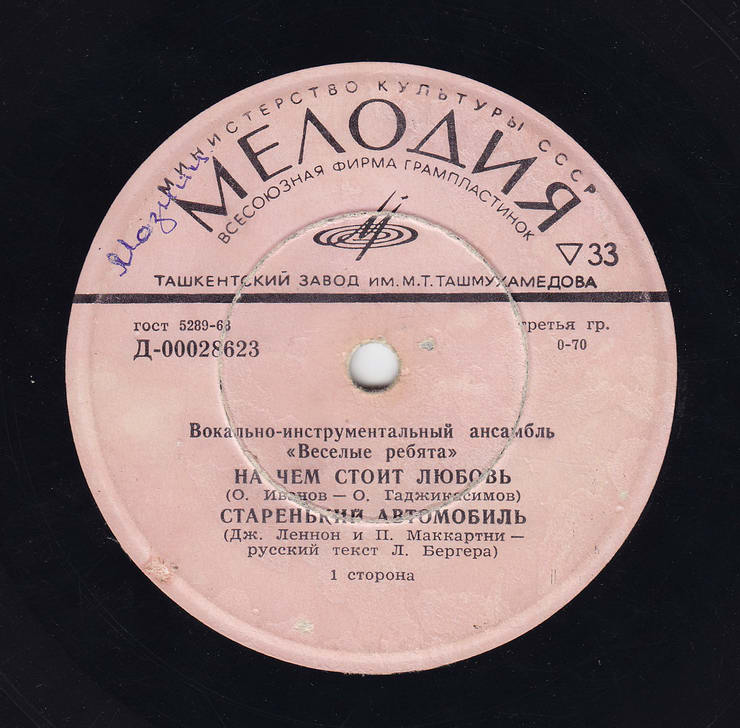 МИНИСТЕРСТВО КУЛЬТУРЫ СССР
МЕЛОДИЯ
ВСЕСОЮЗНАЯ ФИРМА ГРАМПЛАСТИНОК
▽33
ТАШКЕНТСКИЙ ЗАВОД ИМ. М.Т. ТАШМУХАМЕДОВА
гост 5289-68
третья гр.
Д-00028623
0-70
Вокально-инструментальный ансамбль
«Веселые ребята»
НА ЧЕМ СТОИТ ЛЮБОВЬ
(О. Иванов — О. Гаджикасимов)
СТАРЕНЬКИЙ АВТОМОБИЛЬ
(Дж. Леннон и П. Маккартни —
русский текст Л. Бергера)
1 сторона